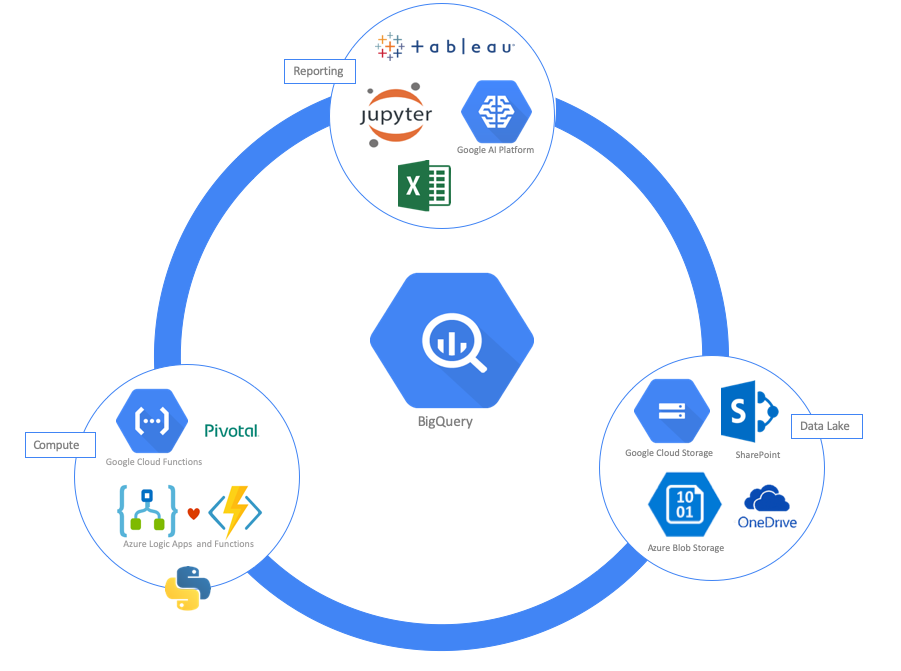 +ableau
Reporting
jupyter
Google AI Platform
X
BigQuery
Compute
Pivotal
Google Cloud Functions
Azure Logic Apps and Functions
S
Data Lake
Google Cloud Storage
SharePoint
10
01
OneDrive
Azure Blob Storage